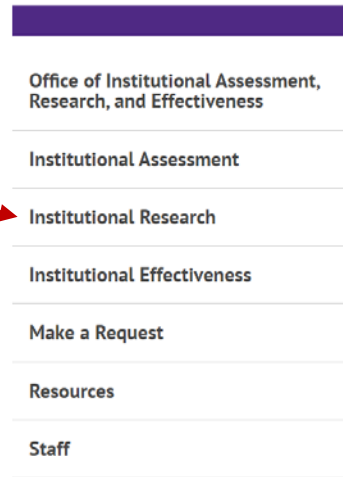 Office of Institutional Assessment,
Research, and Effectiveness
Institutional Assessment
Institutional Research
Institutional Effectiveness
Make a Request
Resources
Staff